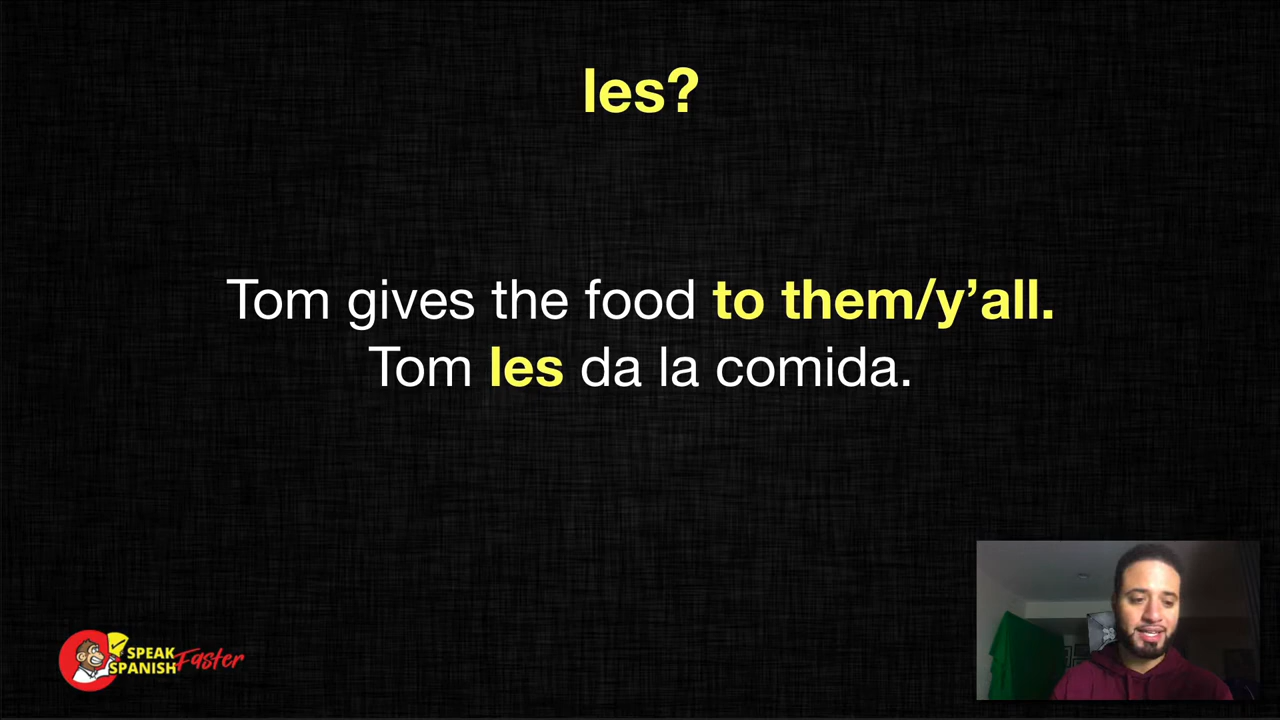 les?
Tom gives the food to them/y’all.
Tom les da la comida.
SPEAK
SPANISH Faster